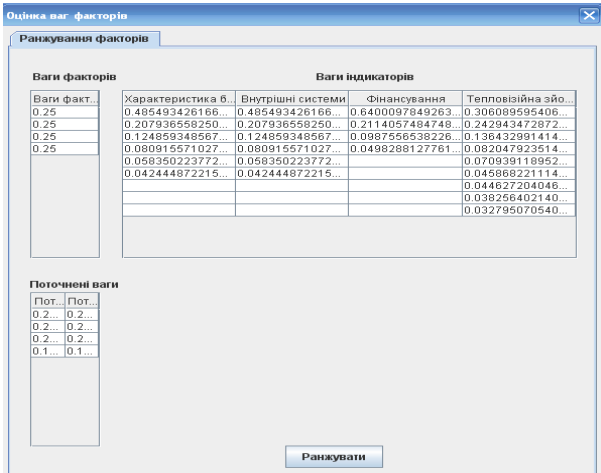 Оцінка ваг факторів
Ранжування факторів
Ваги факторів Ваги індикаторів
Ваги факт...
0.25
0.25
0.25
0.25
Характеристика б... Внутрішні системи Фінансування Тепловізійна зйо...
0.485493426166... 0.485493426166... 0.6400097849263... 0.306089595406...
0.207936558250... 0.207936558250... 0.2114057484748... 0.242943472872...
0.124859348567... 0.124859348567... 0.0987556538226... 0.136432991414...
0.080915571027... 0.080915571027... 0.0498288127761... 0.082047923514...
0.058350223772... 0.058350223772... 0.070939118952...
0.042444872215... 0.042444872215... 0.045868221114...
0.044627204046...
0.038256402140...
0.032795070540...
Поточнені ваги
Пот... Пот...
0.2... 0.2...
0.2... 0.2...
0.2... 0.2...
0.1... 0.1...
Ранжувати